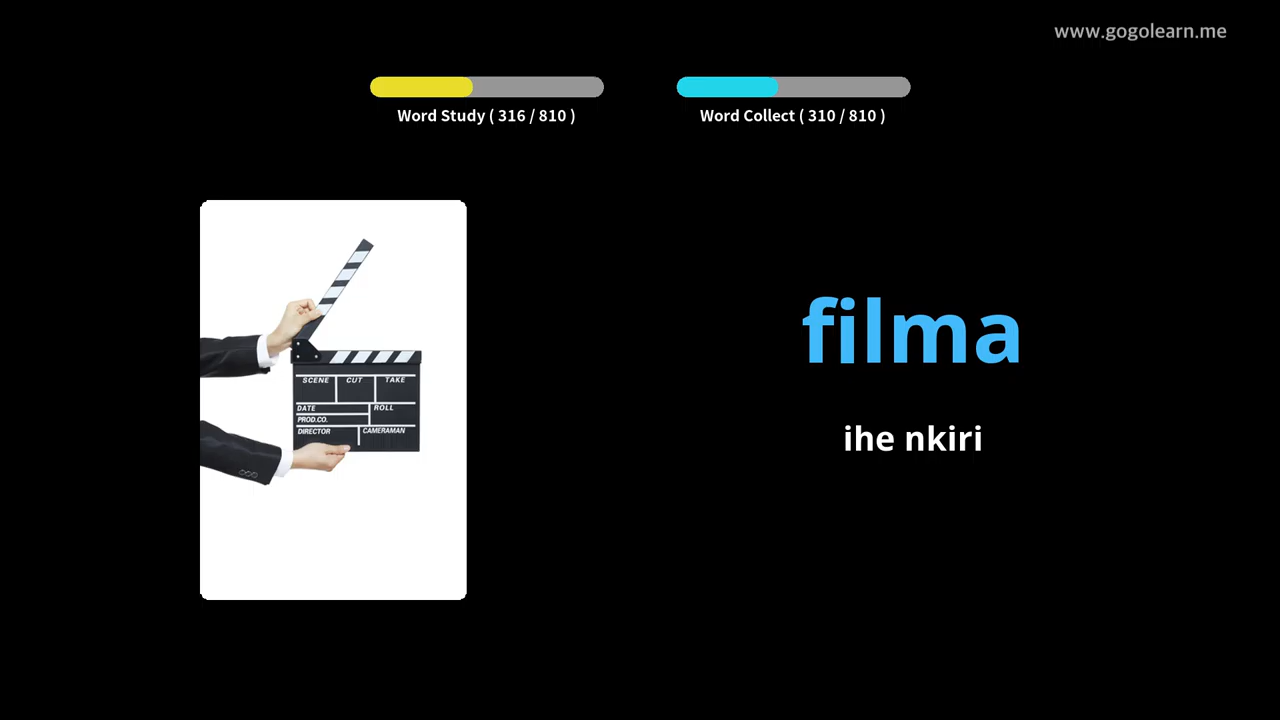 www.gogolearn.me
Word Study ( 316 / 810 )
Word Collect ( 310 / 810 )
SCENE CUT TAKE
DATE ROLL
PROD.CO.
DIRECTOR CAMERAMAN
filma
ihe nkiri